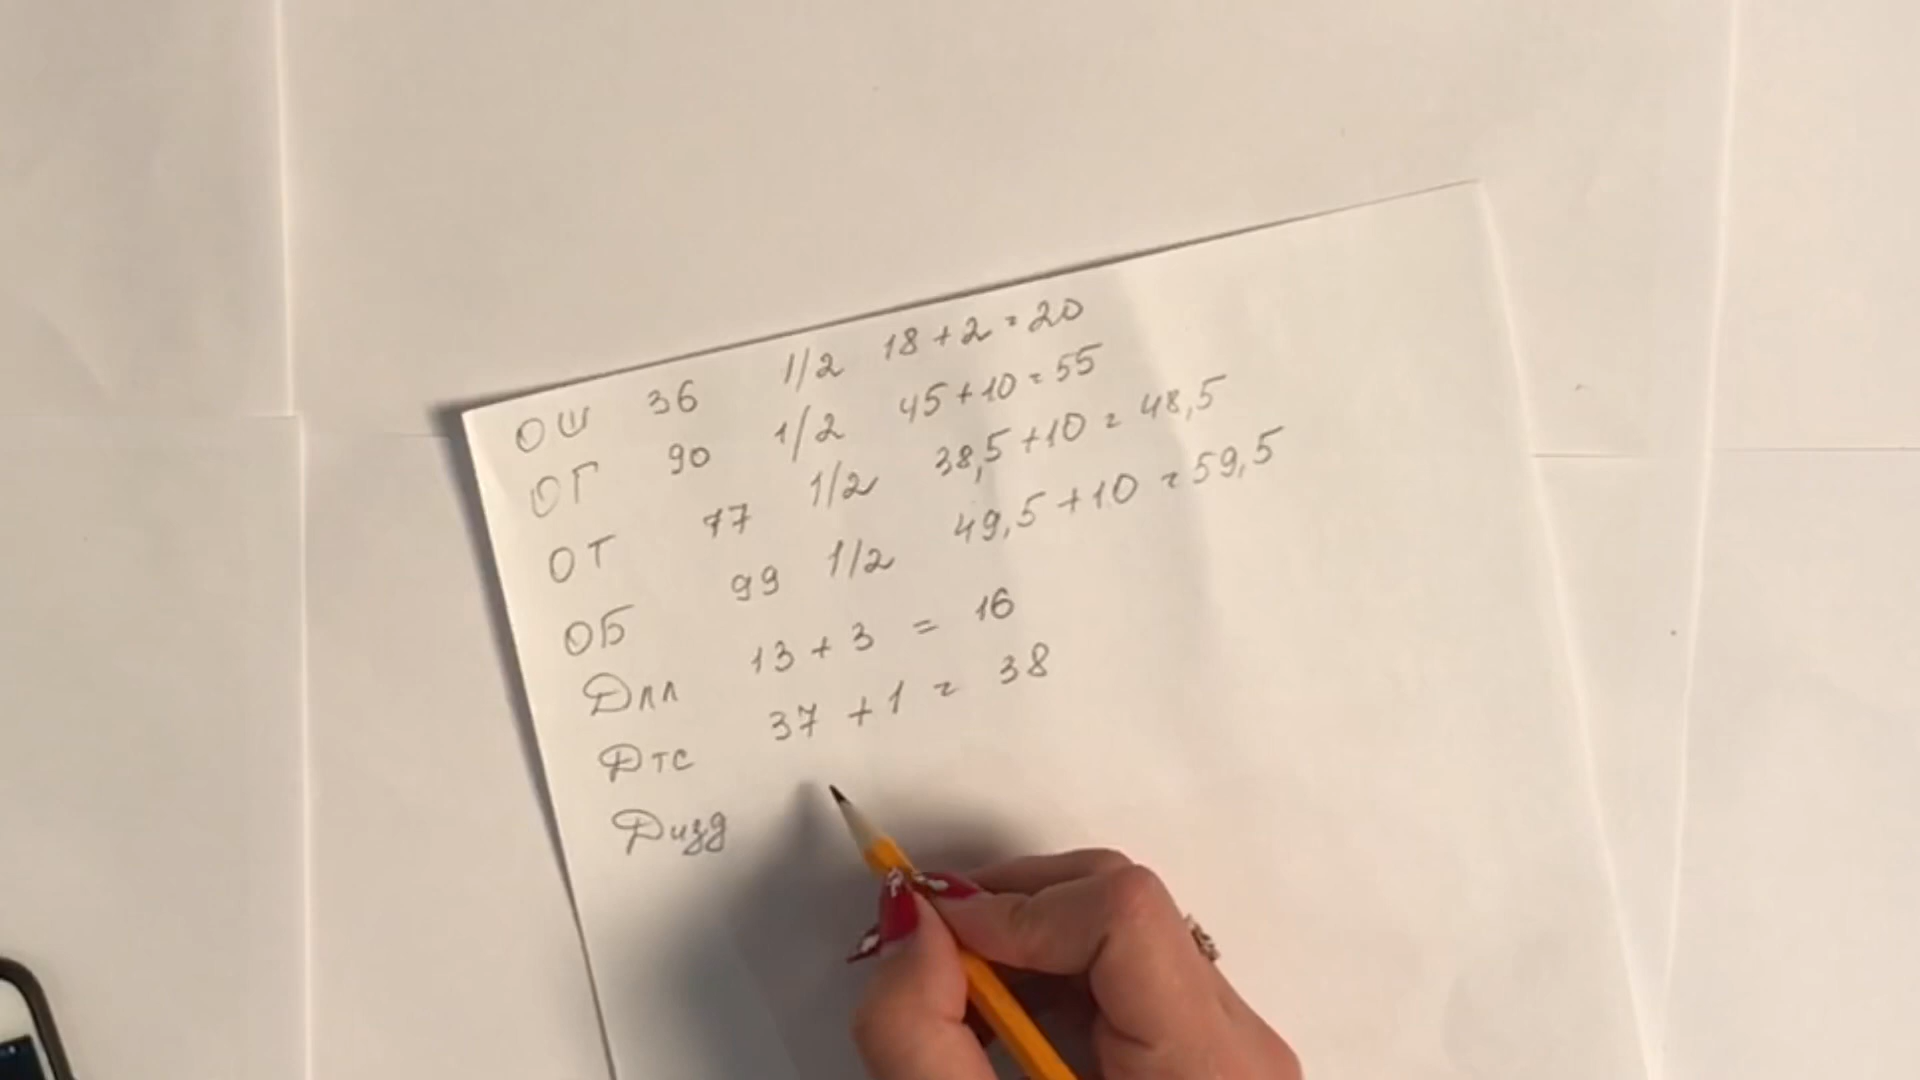 ОШ 36 1/2 18+2=20
ОГ 90 1/2 45+10=55
ОТ 77 1/2 38,5+10=48,5
ОБ 99 1/2 49,5+10=59,5
Дпл 13+3=16
Дтс 37+1=38
Дизд